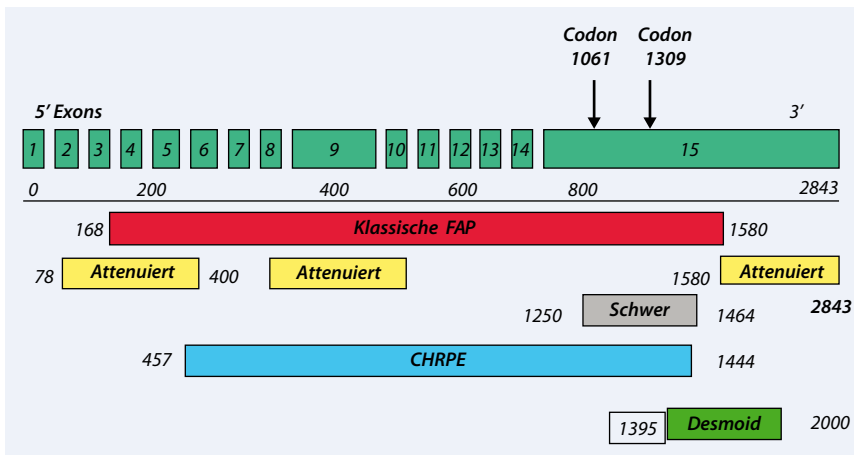 Codon Codon
1061 1309
5’ Exons 3’
1 2 3 4 5 6 7 8 9 10 11 12 13 14 15
0 200 400 600 800 2843
168 Klassische FAP 1580
78 Attenuiert 400 Attenuiert 1580 Attenuiert
1250 Schwer 1464 2843
457 CHRPE 1444
1395 Desmoid 2000